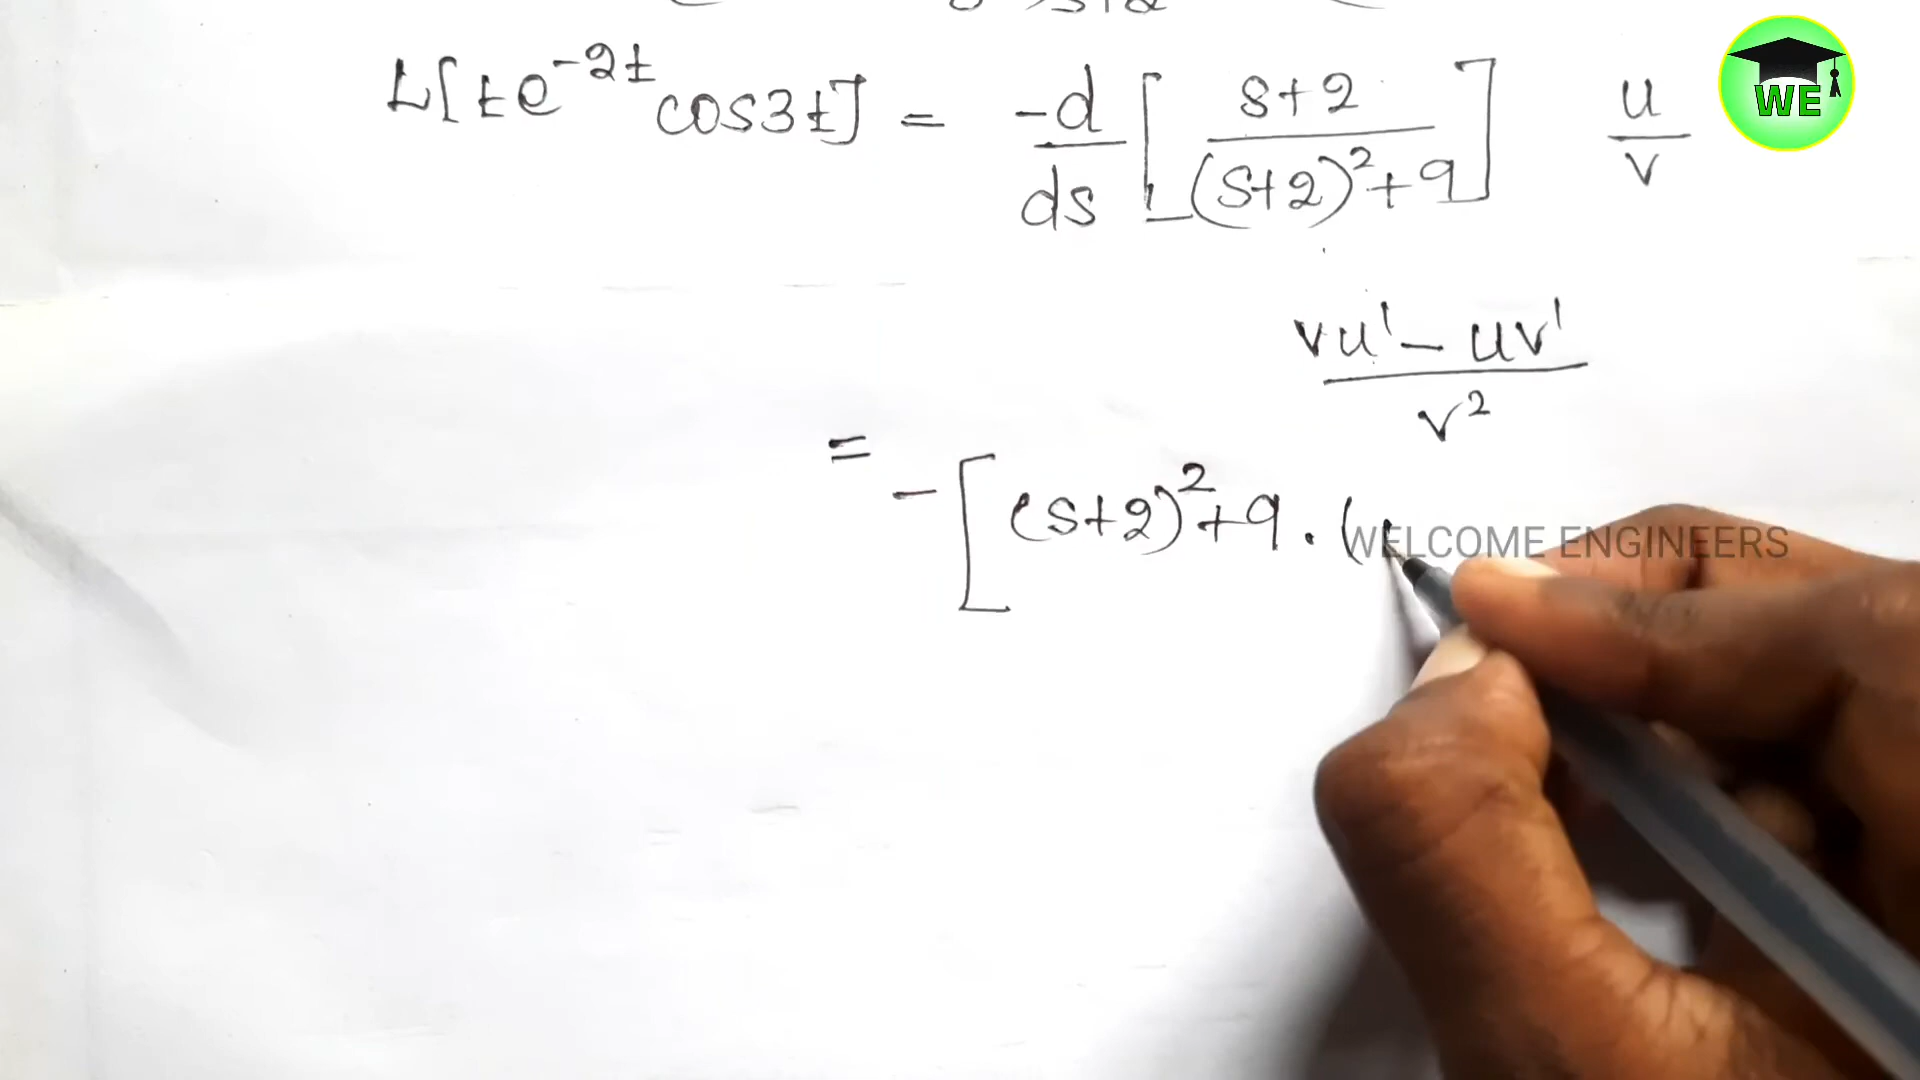 L[te^-2t cos3t] = -d/ds [ s+2 / (s+2)^2+9 ] u/v
WE
vu' - uv' / v^2
= - [ (s+2)^2+9 . (
WELCOME ENGINEERS